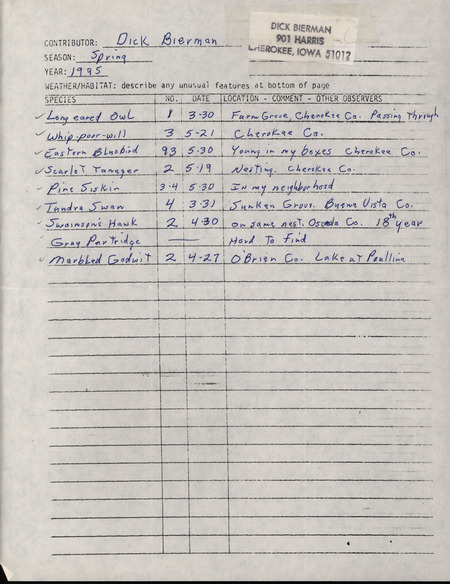 DICK BIERMAN
901 HARRIS
CHEROKEE, IOWA 51012
CONTRIBUTOR: Dick Bierman
SEASON: Spring
YEAR: 1995
WEATHER/HABITAT: describe any unusual features at bottom of page
SPECIES NO. DATE LOCATION - COMMENT - OTHER OBSERVERS
✓ Long eared Owl 1 3-30 Farm Grove, Cherokee Co. Passing Through
✓ Whip-poor-will 3 5-21 Cherokee Co.
✓ Eastern Bluebird 93 5-30 Young in my boxes Cherokee Co.
✓ Scarlet Tanager 2 5-19 Nesting. Cherokee Co.
✓ Pine Siskin 3-4 5-30 In my neighborhood
✓ Tundra Swan 4 3-31 Sunken Grove. Buena Vista Co.
✓ Swainson's Hawk 2 4-30 on same nest. Osceola Co. 18th year
Gray Partridge — Hard To Find
✓ Marbled Godwit 2 4-27 O'Brien Co. Lake at Paullina